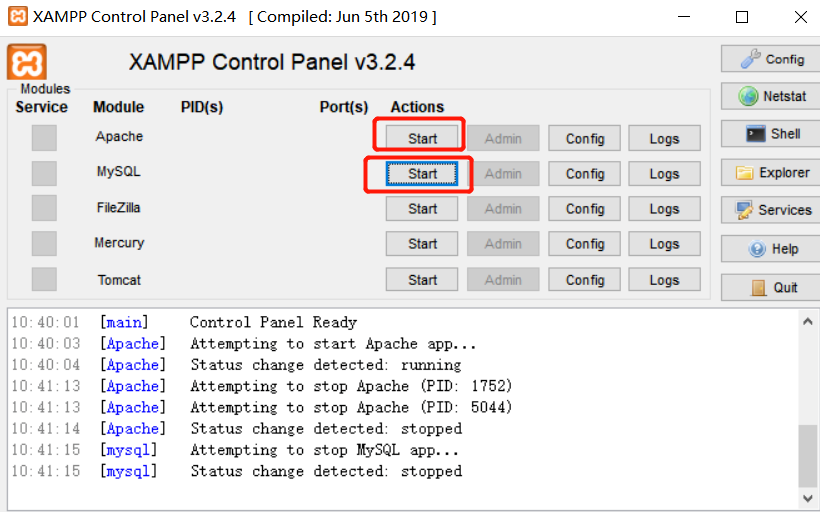 XAMPP Control Panel v3.2.4 [ Compiled: Jun 5th 2019 ]
XAMPP Control Panel v3.2.4
Config
Modules
Service Module PID(s) Port(s) Actions
Netstat
Apache Start Admin Config Logs
Shell
MySQL Start Admin Config Logs
Explorer
FileZilla Start Admin Config Logs
Services
Mercury Start Admin Config Logs
Help
Tomcat Start Admin Config Logs
Quit
10:40:01 [main] Control Panel Ready
10:40:03 [Apache] Attempting to start Apache app...
10:40:04 [Apache] Status change detected: running
10:41:13 [Apache] Attempting to stop Apache (PID: 1752)
10:41:13 [Apache] Attempting to stop Apache (PID: 5044)
10:41:14 [Apache] Status change detected: stopped
10:41:15 [mysql] Attempting to stop MySQL app...
10:41:15 [mysql] Status change detected: stopped